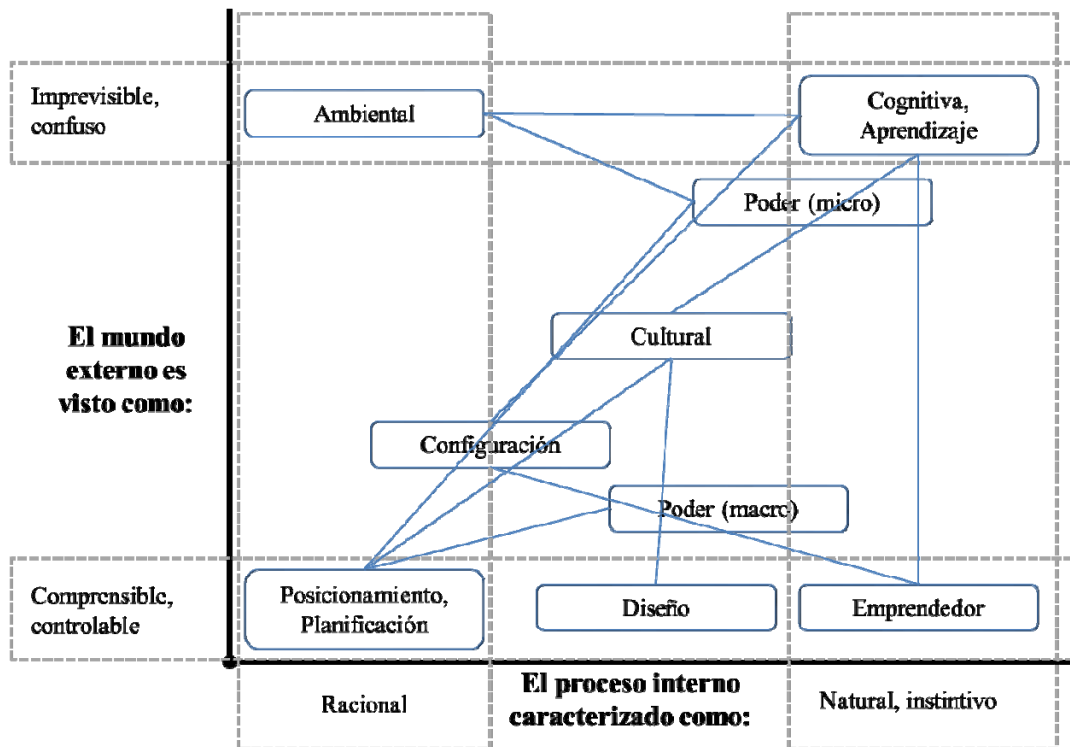 Imprevisible,
confuso
Ambiental
Cognitiva,
Aprendizaje
Poder (micro)
El mundo
externo es
visto como:
Cultural
Configuración
Poder (macro)
Comprensible,
controlable
Posicionamiento,
Planificación
Diseño
Emprendedor
Racional
El proceso interno
caracterizado como:
Natural, instintivo